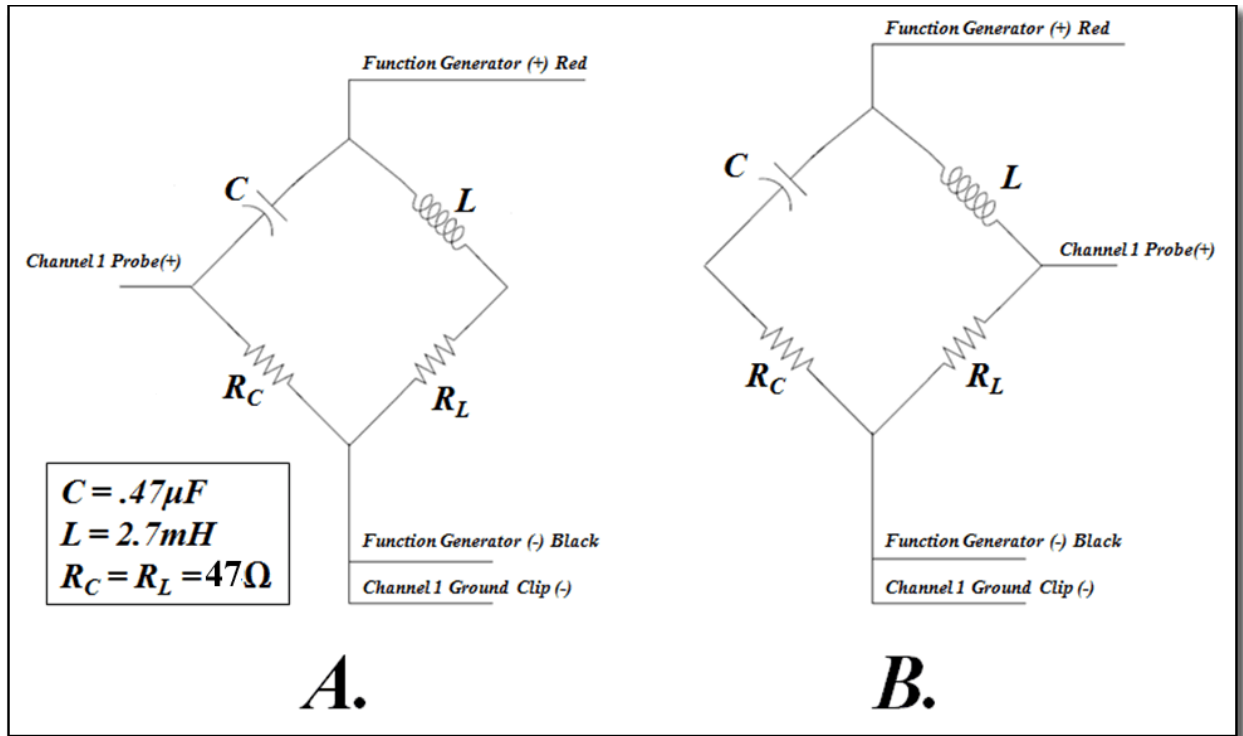 Function Generator (+) Red
C
L
Channel 1 Probe(+)
R_C
R_L
C = .47μF
L = 2.7mH
R_C = R_L = 47Ω
Function Generator (-) Black
Channel 1 Ground Clip (-)
A.
Function Generator (+) Red
C
L
Channel 1 Probe(+)
R_C
R_L
Function Generator (-) Black
Channel 1 Ground Clip (-)
B.